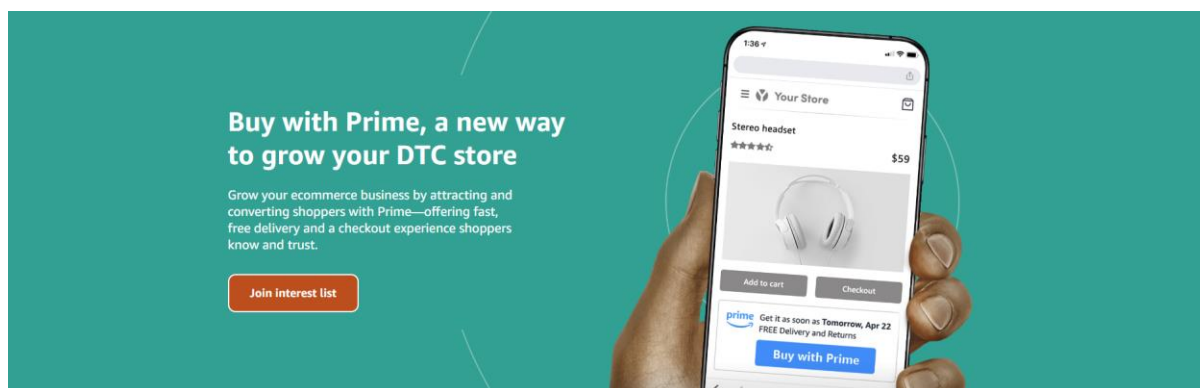 Buy with Prime, a new way
to grow your DTC store
Grow your ecommerce business by attracting and
converting shoppers with Prime—offering fast,
free delivery and a checkout experience shoppers
know and trust.
Join interest list
1:36
Your Store
Stereo headset
$59
Add to cart
Checkout
prime
Get it as soon as Tomorrow, Apr 22
FREE Delivery and Returns
Buy with Prime